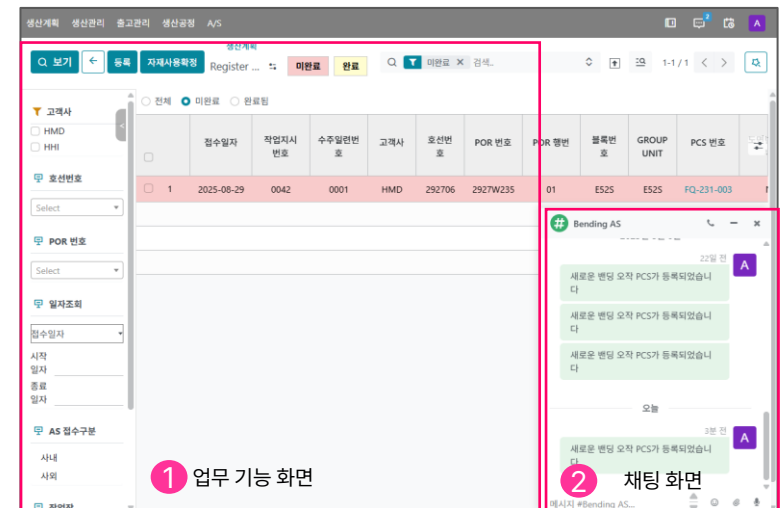 생산계획 생산관리 출고관리 생산공정 A/S
2
A
생산계획
보기
등록
자재사용확정
Register ...
미완료
완료
미완료 ×
검색..
1-1 / 1
고객사
HMD
HHI
호선번호
Select
POR 번호
Select
일자조회
접수일자
시작
일자
종료
일자
AS 접수구분
사내
사외
작업장
전체 미완료 완료됨
접수일자
작업지시
번호
수주일련번
호
고객사
호선번
호
POR 번호
POR 행번
블록번
호
GROUP
UNIT
PCS 번호
1 2025-08-29 0042 0001 HMD 292706 2927W235 01 E52S E52S FQ-231-003
# Bending AS
22일 전
A
새로운 밴딩 오작 PCS가 등록되었습니
다
새로운 밴딩 오작 PCS가 등록되었습니
다
새로운 밴딩 오작 PCS가 등록되었습니
다
오늘
3분 전
A
새로운 밴딩 오작 PCS가 등록되었습니
다
메시지 #Bending AS...
1 업무 기능 화면
2 채팅 화면